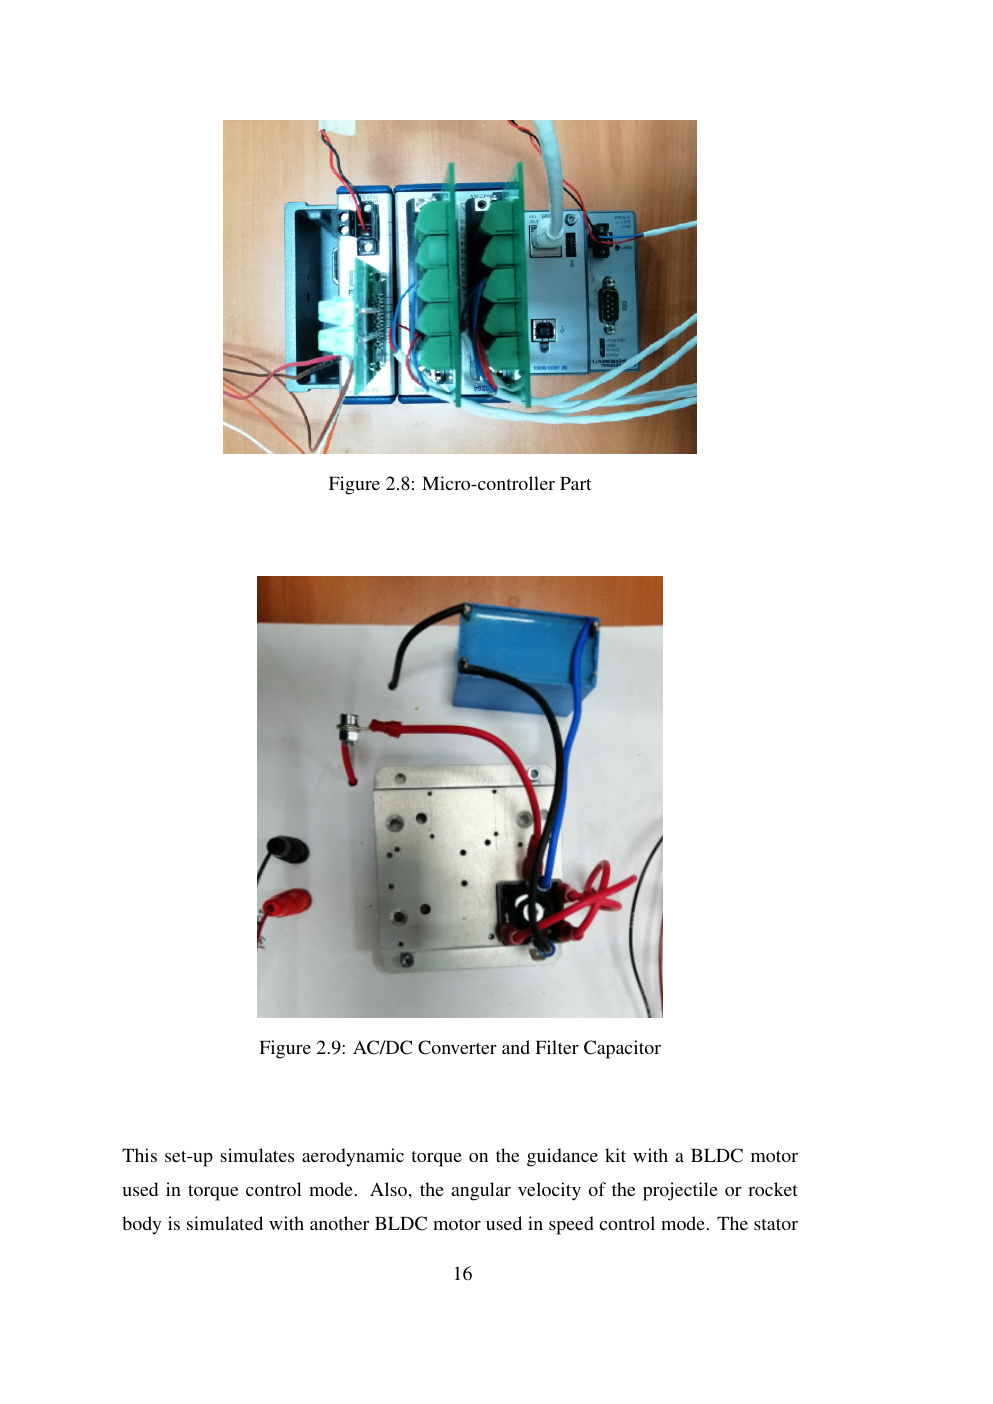 Figure 2.8: Micro-controller Part
Figure 2.9: AC/DC Converter and Filter Capacitor
This set-up simulates aerodynamic torque on the guidance kit with a BLDC motor
used in torque control mode. Also, the angular velocity of the projectile or rocket
body is simulated with another BLDC motor used in speed control mode. The stator
16